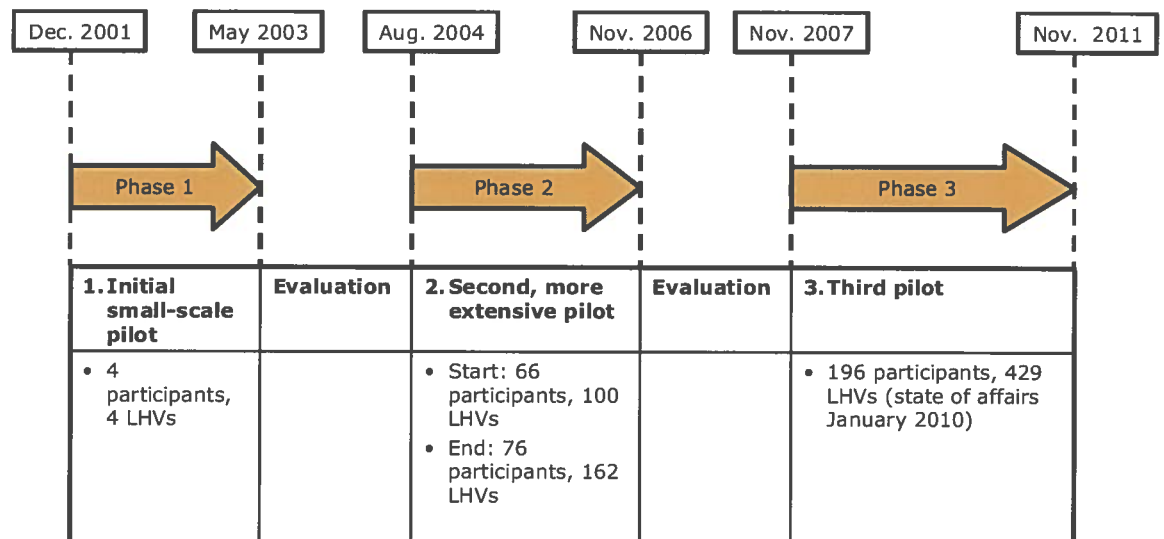 Dec. 2001
May 2003
Aug. 2004
Nov. 2006
Nov. 2007
Nov. 2011
Phase 1
Phase 2
Phase 3
1. Initial
small-scale
pilot
Evaluation
2. Second, more
extensive pilot
Evaluation
3. Third pilot
• 4
participants,
4 LHVs
• Start: 66
participants, 100
LHVs
• End: 76
participants, 162
LHVs
• 196 participants, 429
LHVs (state of affairs
January 2010)